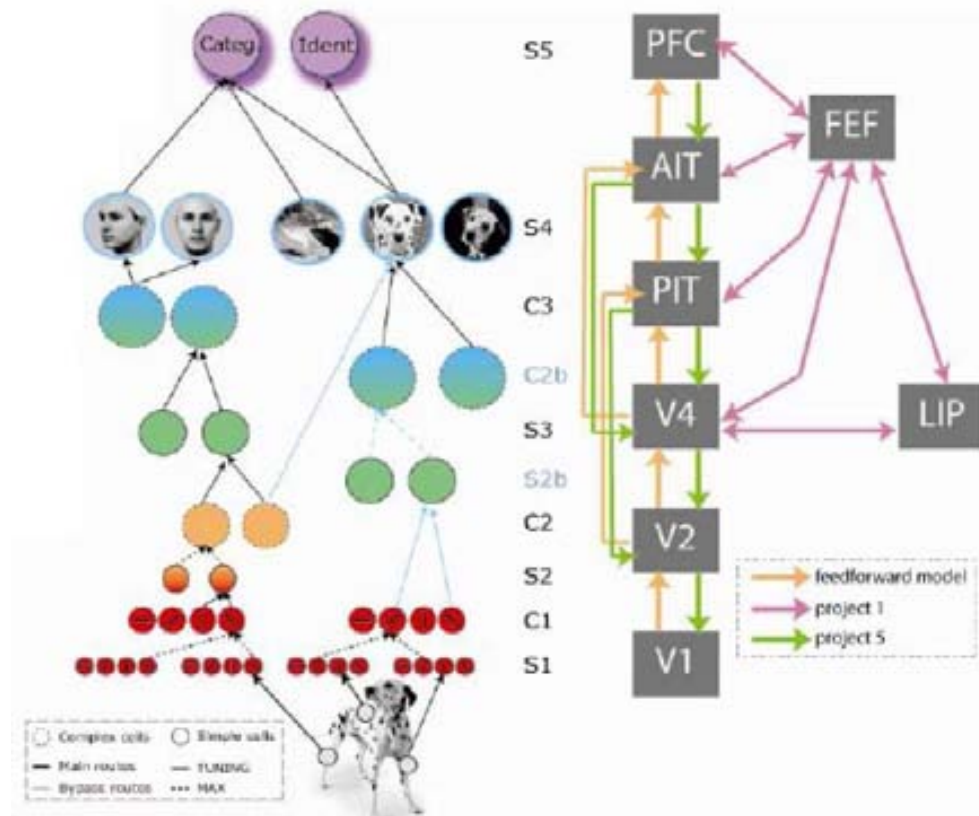 Categ.
Ident
S5
S4
C3
C2b
S3
S2b
C2
S2
C1
S1
Complex cells
Simple cells
Main routes
TUNING
Bypass routes
MAX
PFC
FEF
AIT
PIT
V4
LIP
V2
V1
feedforward model
project 1
project 5